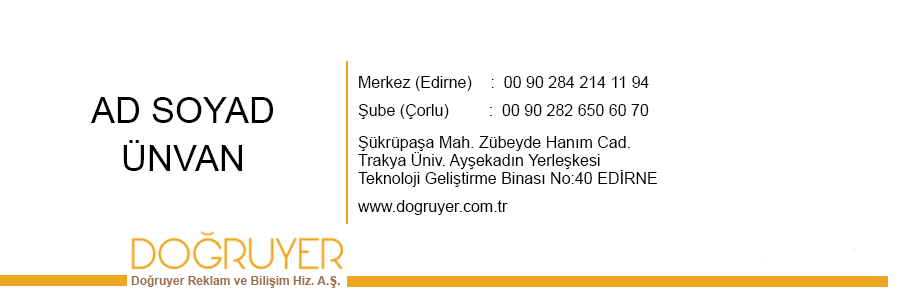 AD SOYAD
ÜNVAN
Merkez (Edirne) : 00 90 284 214 11 94
Şube (Çorlu) : 00 90 282 650 60 70
Şükrüpaşa Mah. Zübeyde Hanım Cad.
Trakya Üniv. Ayşekadın Yerleşkesi
Teknoloji Geliştirme Binası No:40 EDİRNE
www.dogruyer.com.tr
DOĞRUYER
Doğruyer Reklam ve Bilişim Hiz. A.Ş.